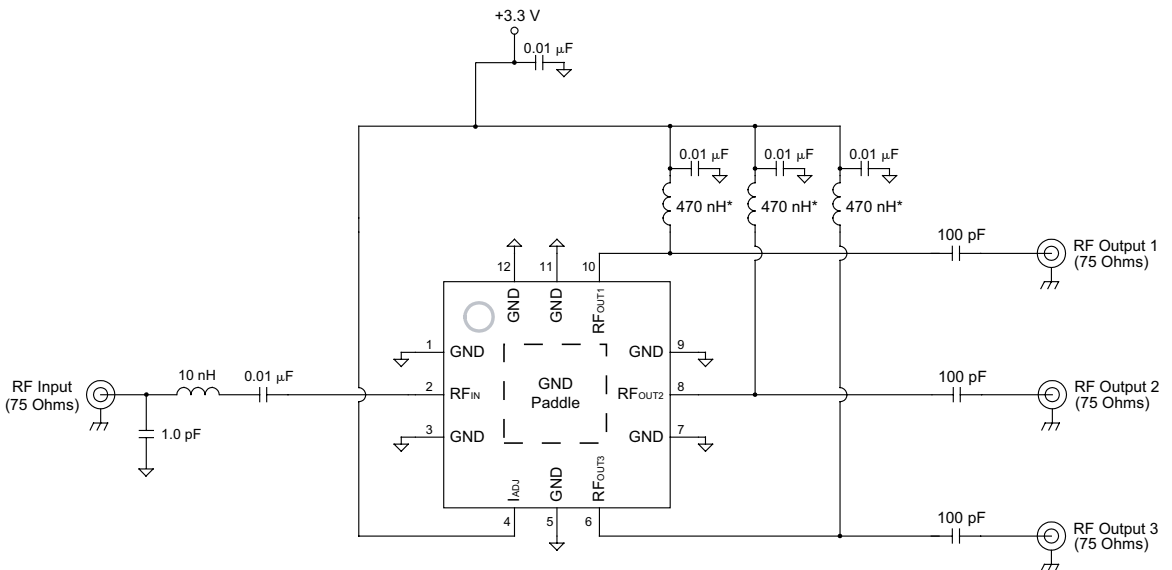 +3.3 V
0.01 μF
0.01 μF
0.01 μF
0.01 μF
470 nH*
470 nH*
470 nH*
100 pF
RF Output 1
(75 Ohms)
12
11
10
GND
GND
RFOUT1
1
GND
GND
9
RF Input
(75 Ohms)
10 nH
0.01 μF
2
RFIN
GND
Paddle
RFOUT2
8
100 pF
RF Output 2
(75 Ohms)
1.0 pF
3
GND
GND
7
IADJ
GND
RFOUT3
4
5
6
100 pF
RF Output 3
(75 Ohms)